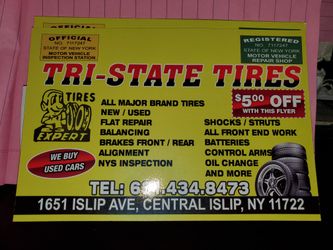 OFFICIAL
NO. 7117247
STATE OF NEW YORK
MOTOR VEHICLE
INSPECTION STATION
REGISTERED
NO. 7117247
STATE OF NEW YORK
MOTOR VEHICLE
REPAIR SHOP
TRI-STATE TIRES
TIRES
EXPERT
$5.00 OFF
WITH THIS FLYER
ALL MAJOR BRAND TIRES
NEW / USED
FLAT REPAIR
BALANCING
BRAKES FRONT / REAR
ALIGNMENT
NYS INSPECTION
SHOCKS / STRUTS
ALL FRONT END WORK
BATTERIES
CONTROL ARMS
OIL CHANGE
AND MORE
WE BUY
USED CARS
TEL: 434.8473
1651 ISLIP AVE, CENTRAL ISLIP, NY 11722